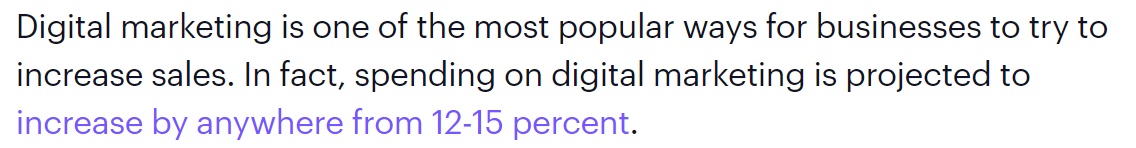 Digital marketing is one of the most popular ways for businesses to try to
increase sales. In fact, spending on digital marketing is projected to
increase by anywhere from 12-15 percent.